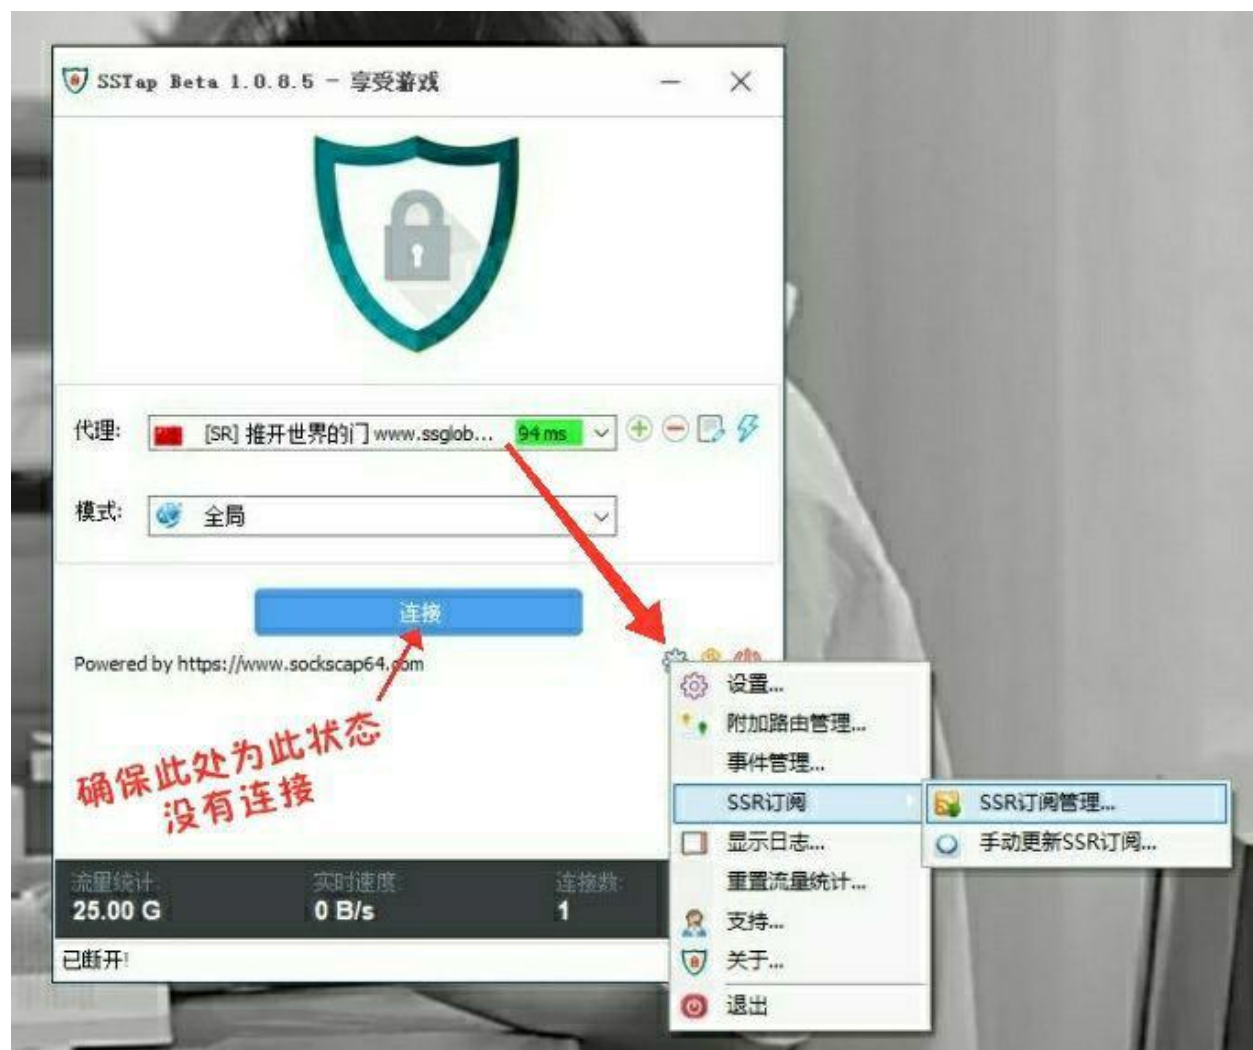 SSTap Beta 1.0.8.5 - 享受游戏
代理:
[SR] 推开世界的门 www.ssglob...
94 ms
模式:
全局
连接
Powered by https://www.sockscap64.com
确保此处为此状态
没有连接
设置...
附加路由管理...
事件管理...
SSR订阅
SSR订阅管理...
手动更新SSR订阅...
显示日志...
重置流量统计...
支持...
关于...
退出
流量统计:
实时速度:
连接数:
25.00 G
0 B/s
1
已断开!